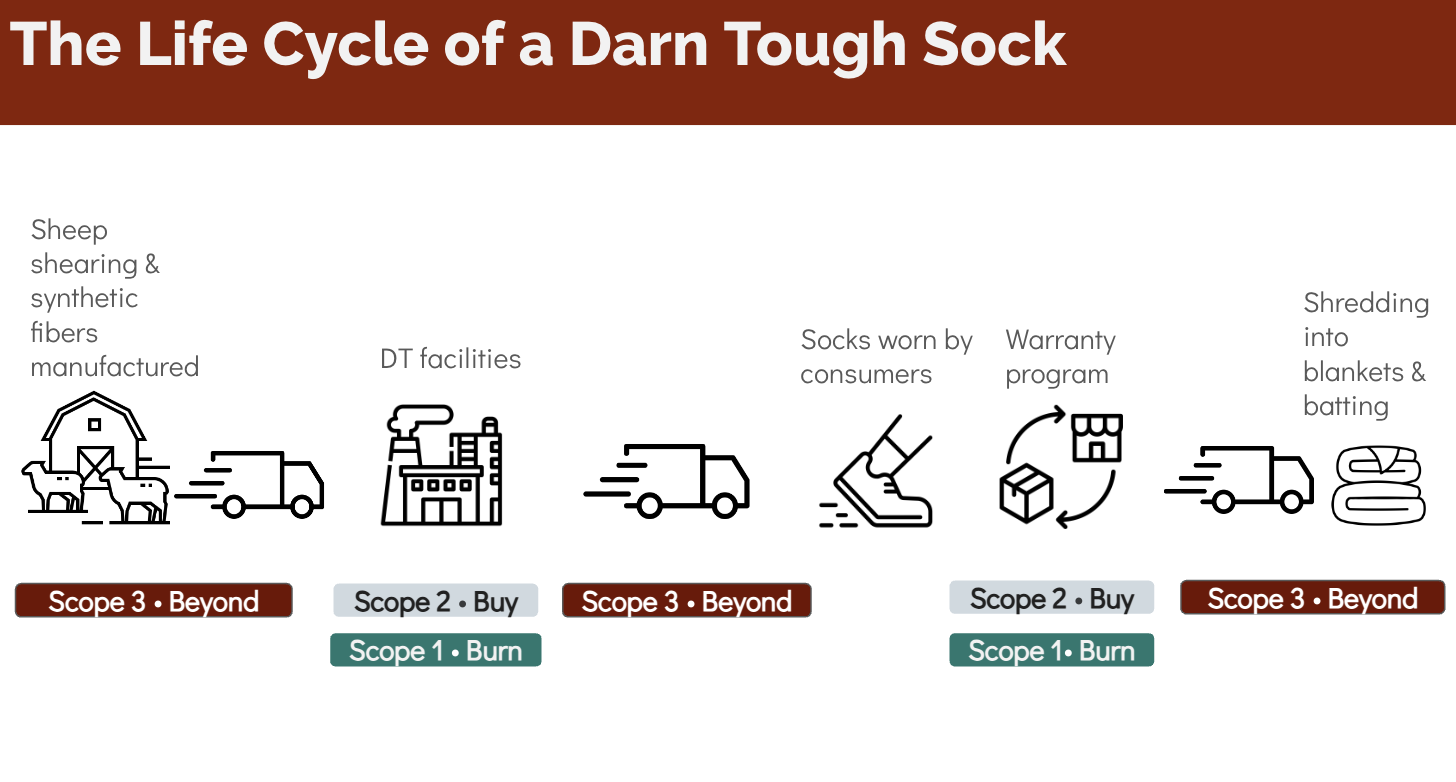 The Life Cycle of a Darn Tough Sock
Sheep
shearing &
synthetic
fibers
manufactured
DT facilities
Socks worn by
consumers
Warranty
program
Shredding
into
blankets &
batting
Scope 3 • Beyond
Scope 2 • Buy
Scope 1 • Burn
Scope 3 • Beyond
Scope 2 • Buy
Scope 1• Burn
Scope 3 • Beyond